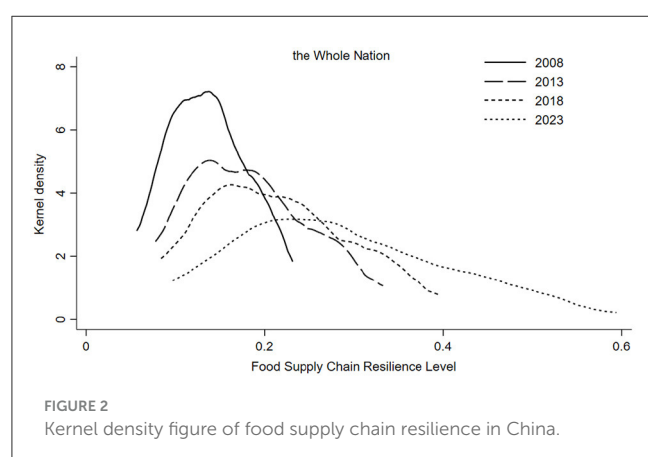 the Whole Nation
2008
2013
2018
2023
Kernel density
8
6
4
2
0
0 0.2 0.4 0.6
Food Supply Chain Resilience Level
FIGURE 2
Kernel density figure of food supply chain resilience in China.